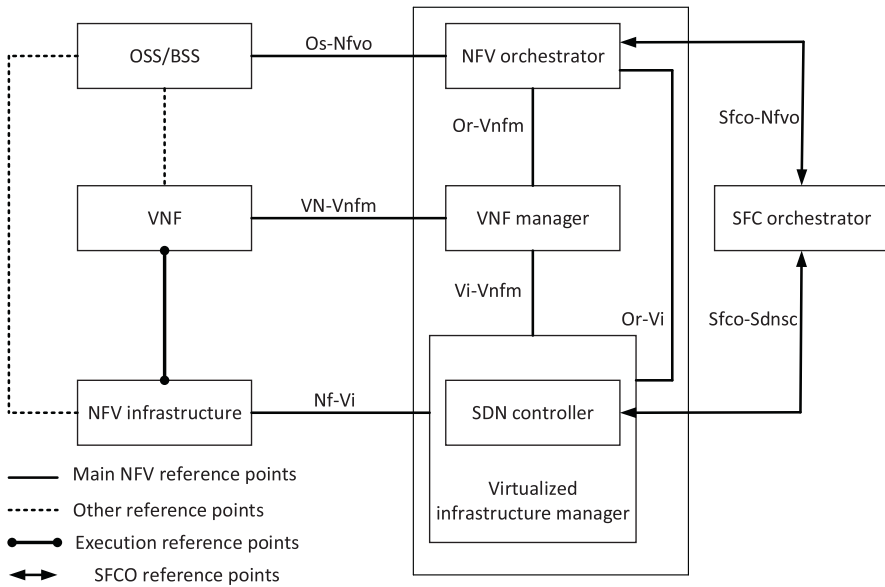 Os-Nfvo
OSS/BSS
NFV orchestrator
Or-Vnfm
Sfco-Nfvo
VN-Vnfm
VNF
VNF manager
SFC orchestrator
Vi-Vnfm
Or-Vi
Sfco-Sdnsc
Nf-Vi
NFV infrastructure
SDN controller
Main NFV reference points
Virtualized
infrastructure manager
Other reference points
Execution reference points
SFCO reference points